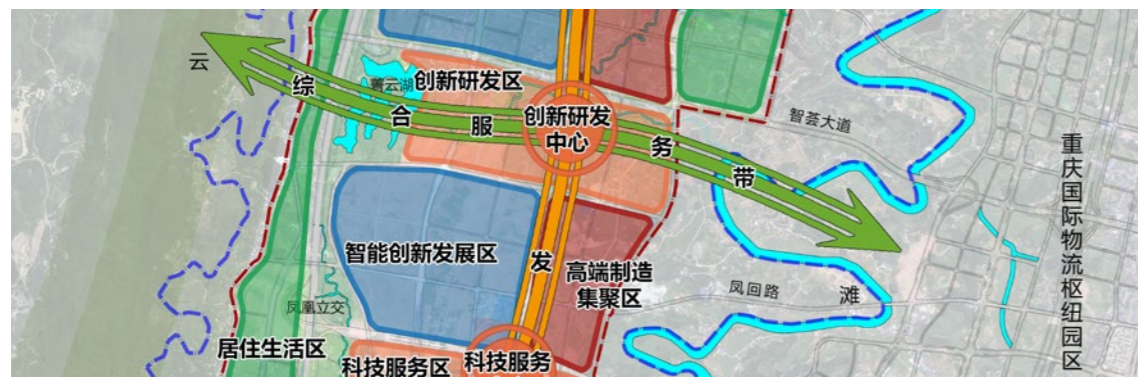 云
菁云湖
创新研发区
综合服务带
创新研发
中心
智荟大道
重庆国际物流枢纽园区
智能创新发展区
发
高端制造
集聚区
凤回路
滩
凤凰立交
居住生活区
科技服务区
科技服务